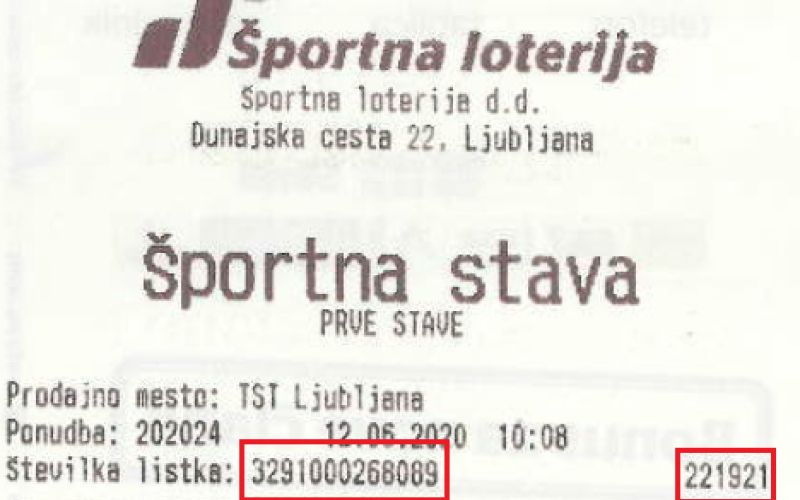 Športna loterija
Športna loterija d.d.
Dunajska cesta 22, Ljubljana
Športna stava
PRVE STAVE
Prodajno mesto: TST Ljubljana
Ponudba: 202024 12.06.2020 10:08
Številka listka: 3291000268089 221921